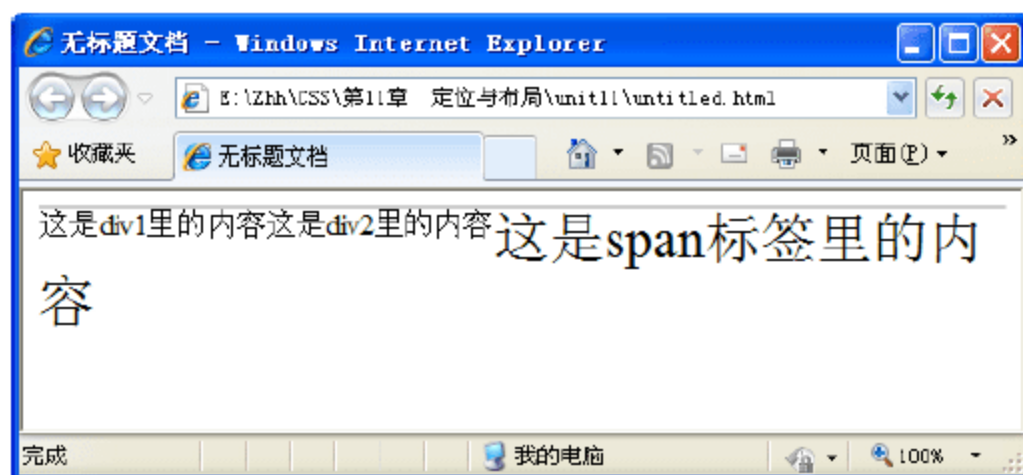 无标题文档 - Windows Internet Explorer
E:\Zhh\CSS\第11章 定位与布局\unit11\untitled.html
收藏夹 无标题文档 页面(P) »
这是div1里的内容这是div2里的内容这是span标签里的内
容
完成 我的电脑 100%